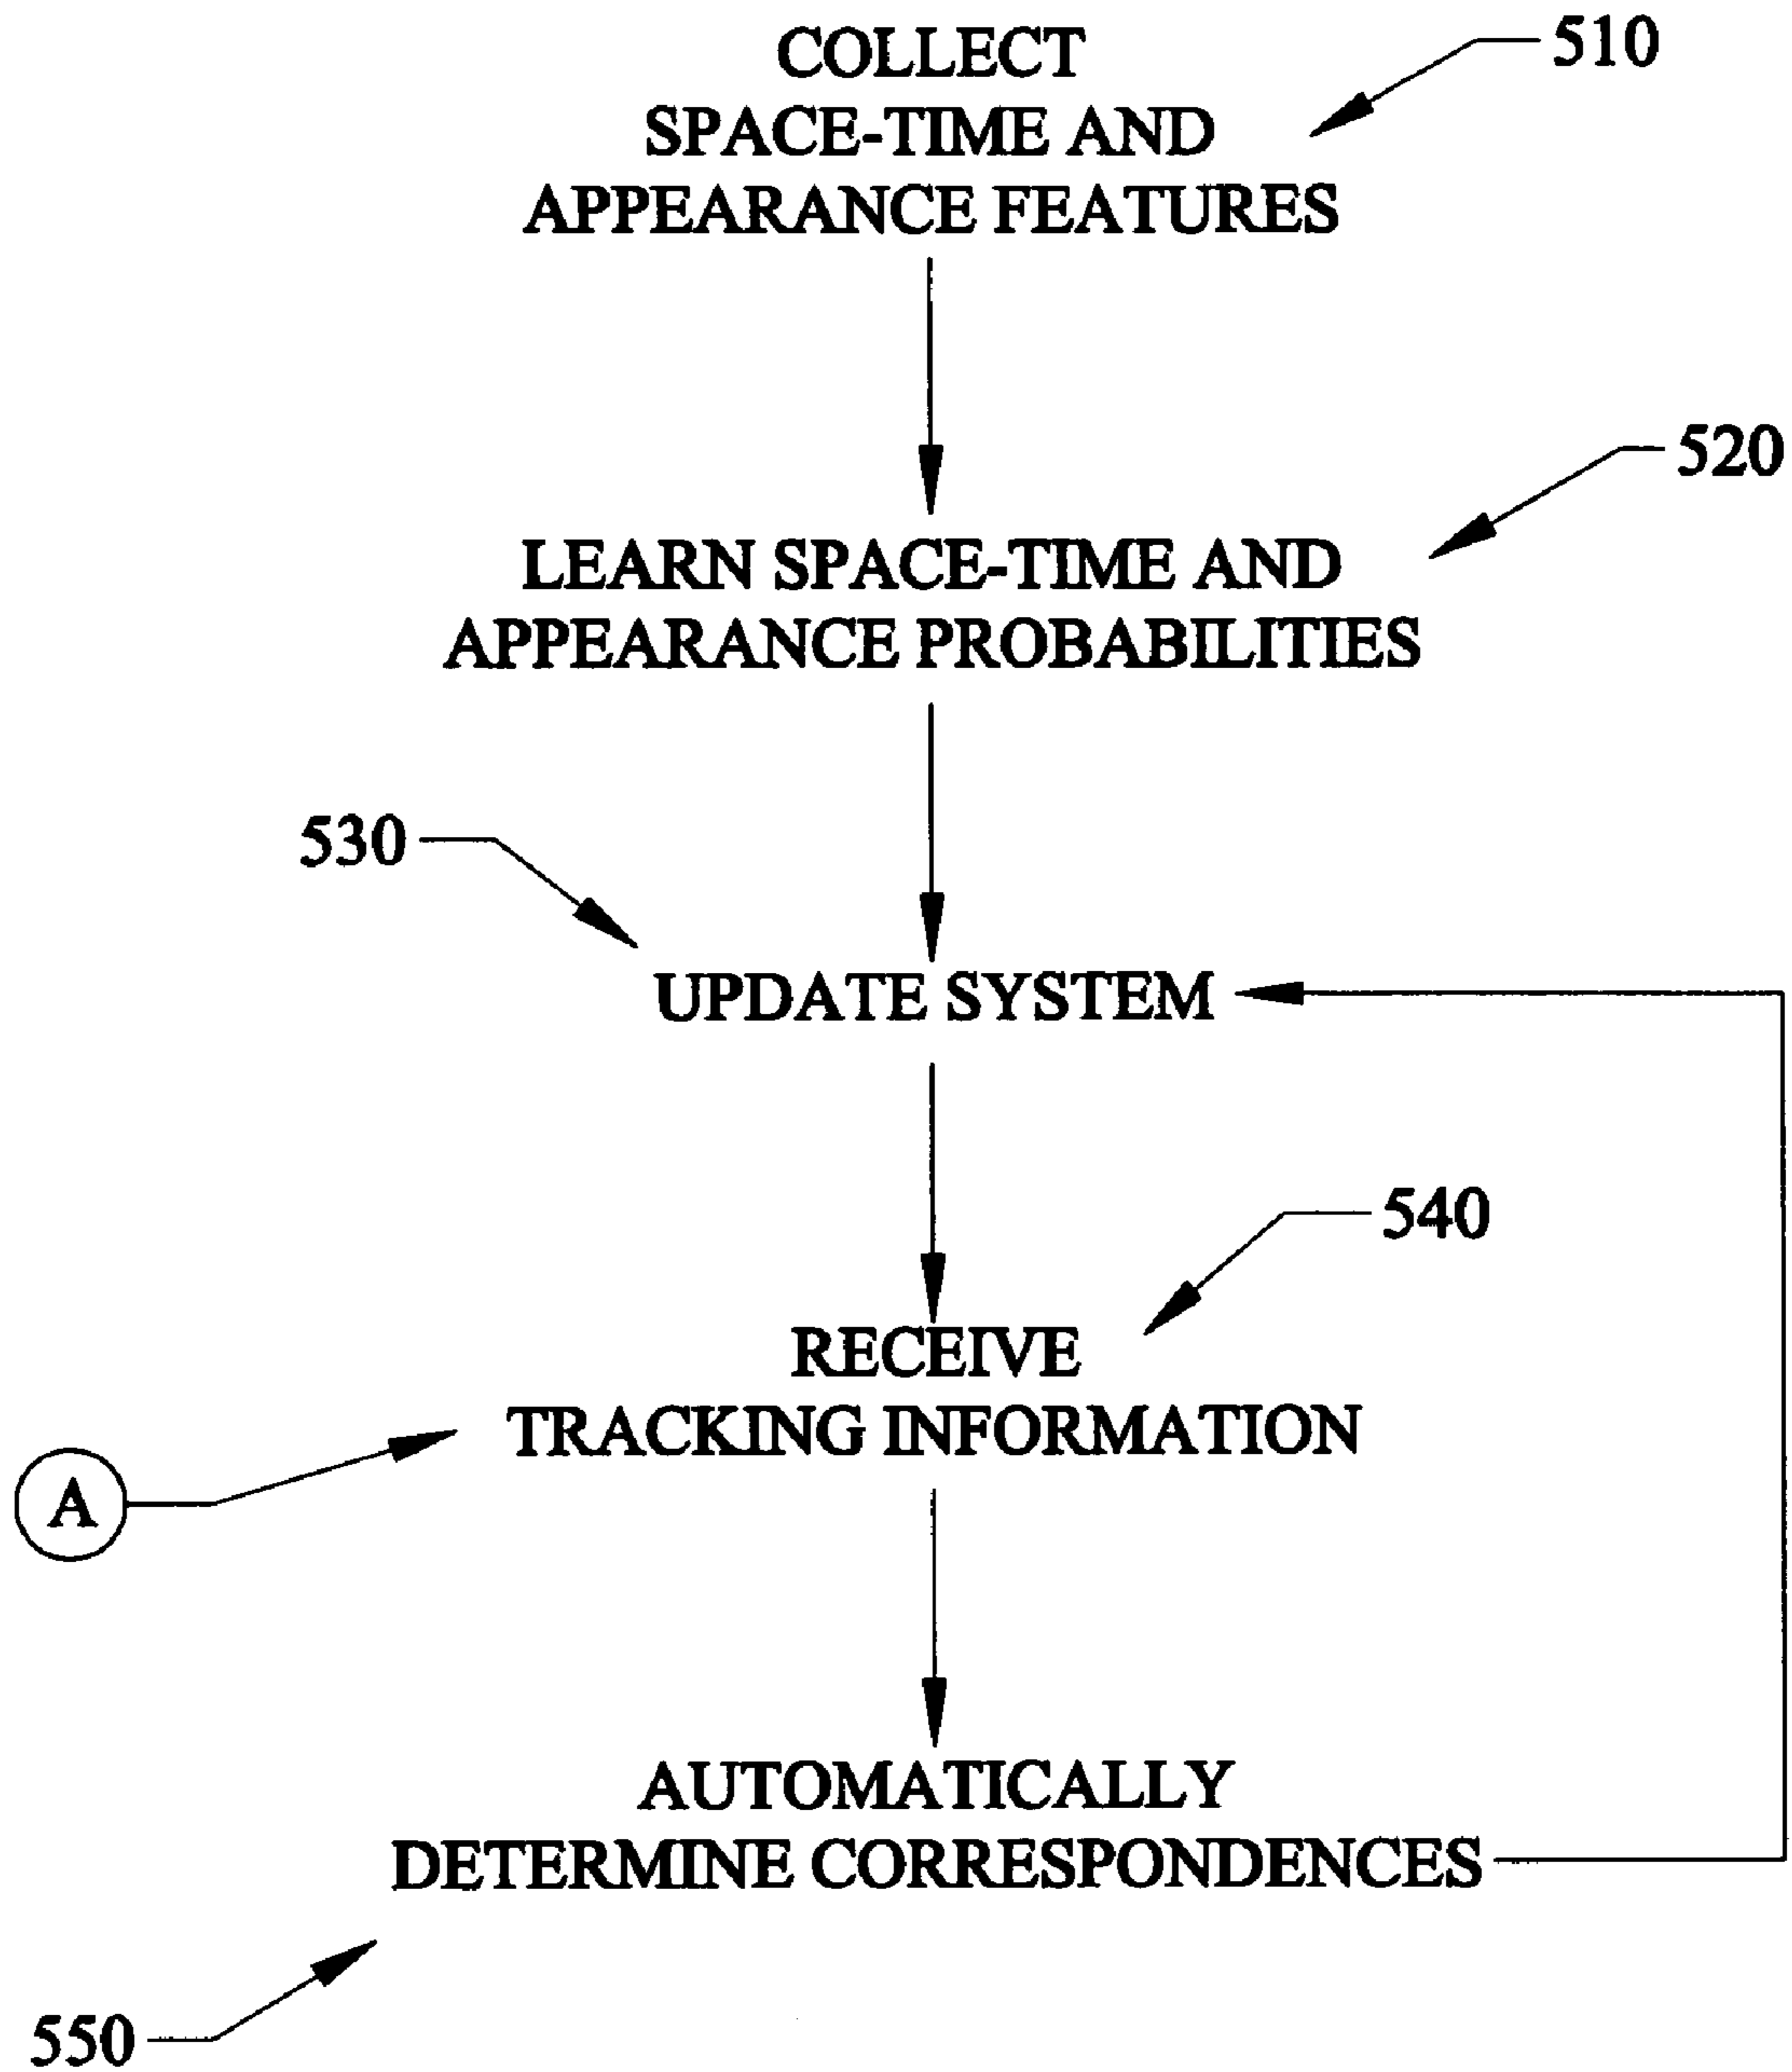 COLLECT
510
SPACE-TIME AND
APPEARANCE FEATURES
520
LEARN SPACE-TIME AND
APPEARANCE PROBABILITIES
530
UPDATE SYSTEM
540
RECEIVE
TRACKING INFORMATION
A
AUTOMATICALLY
DETERMINE CORRESPONDENCES
550